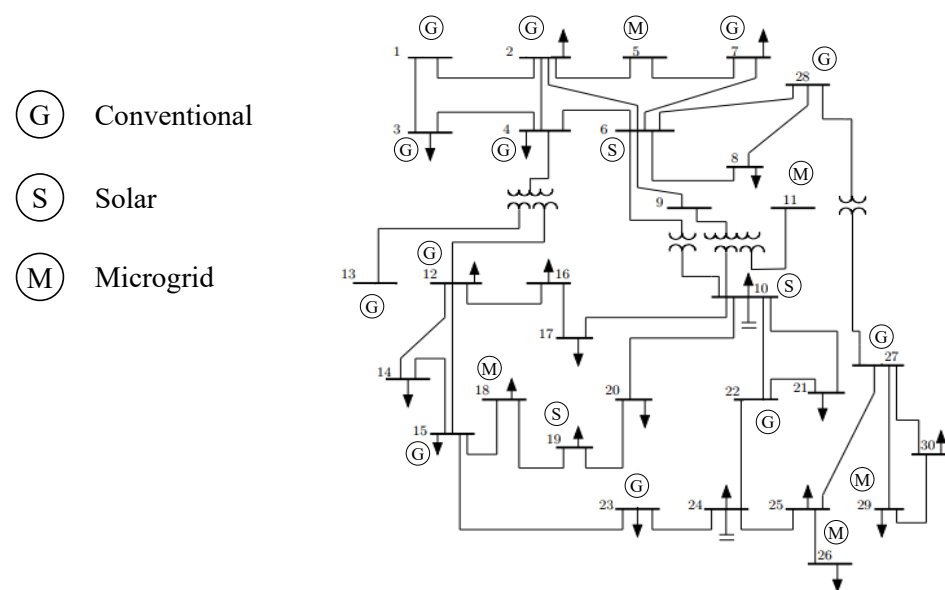 G G M G
1 2 5 7
G
28
G Conventional
3 4 6
G G S
8
M
9 11
S Solar
G
13 12 16 10 S
M Microgrid
G
17
G
27
M
14 18 20 22 21
S G
15 19
G
30
G M
23 24 25 29
M
26